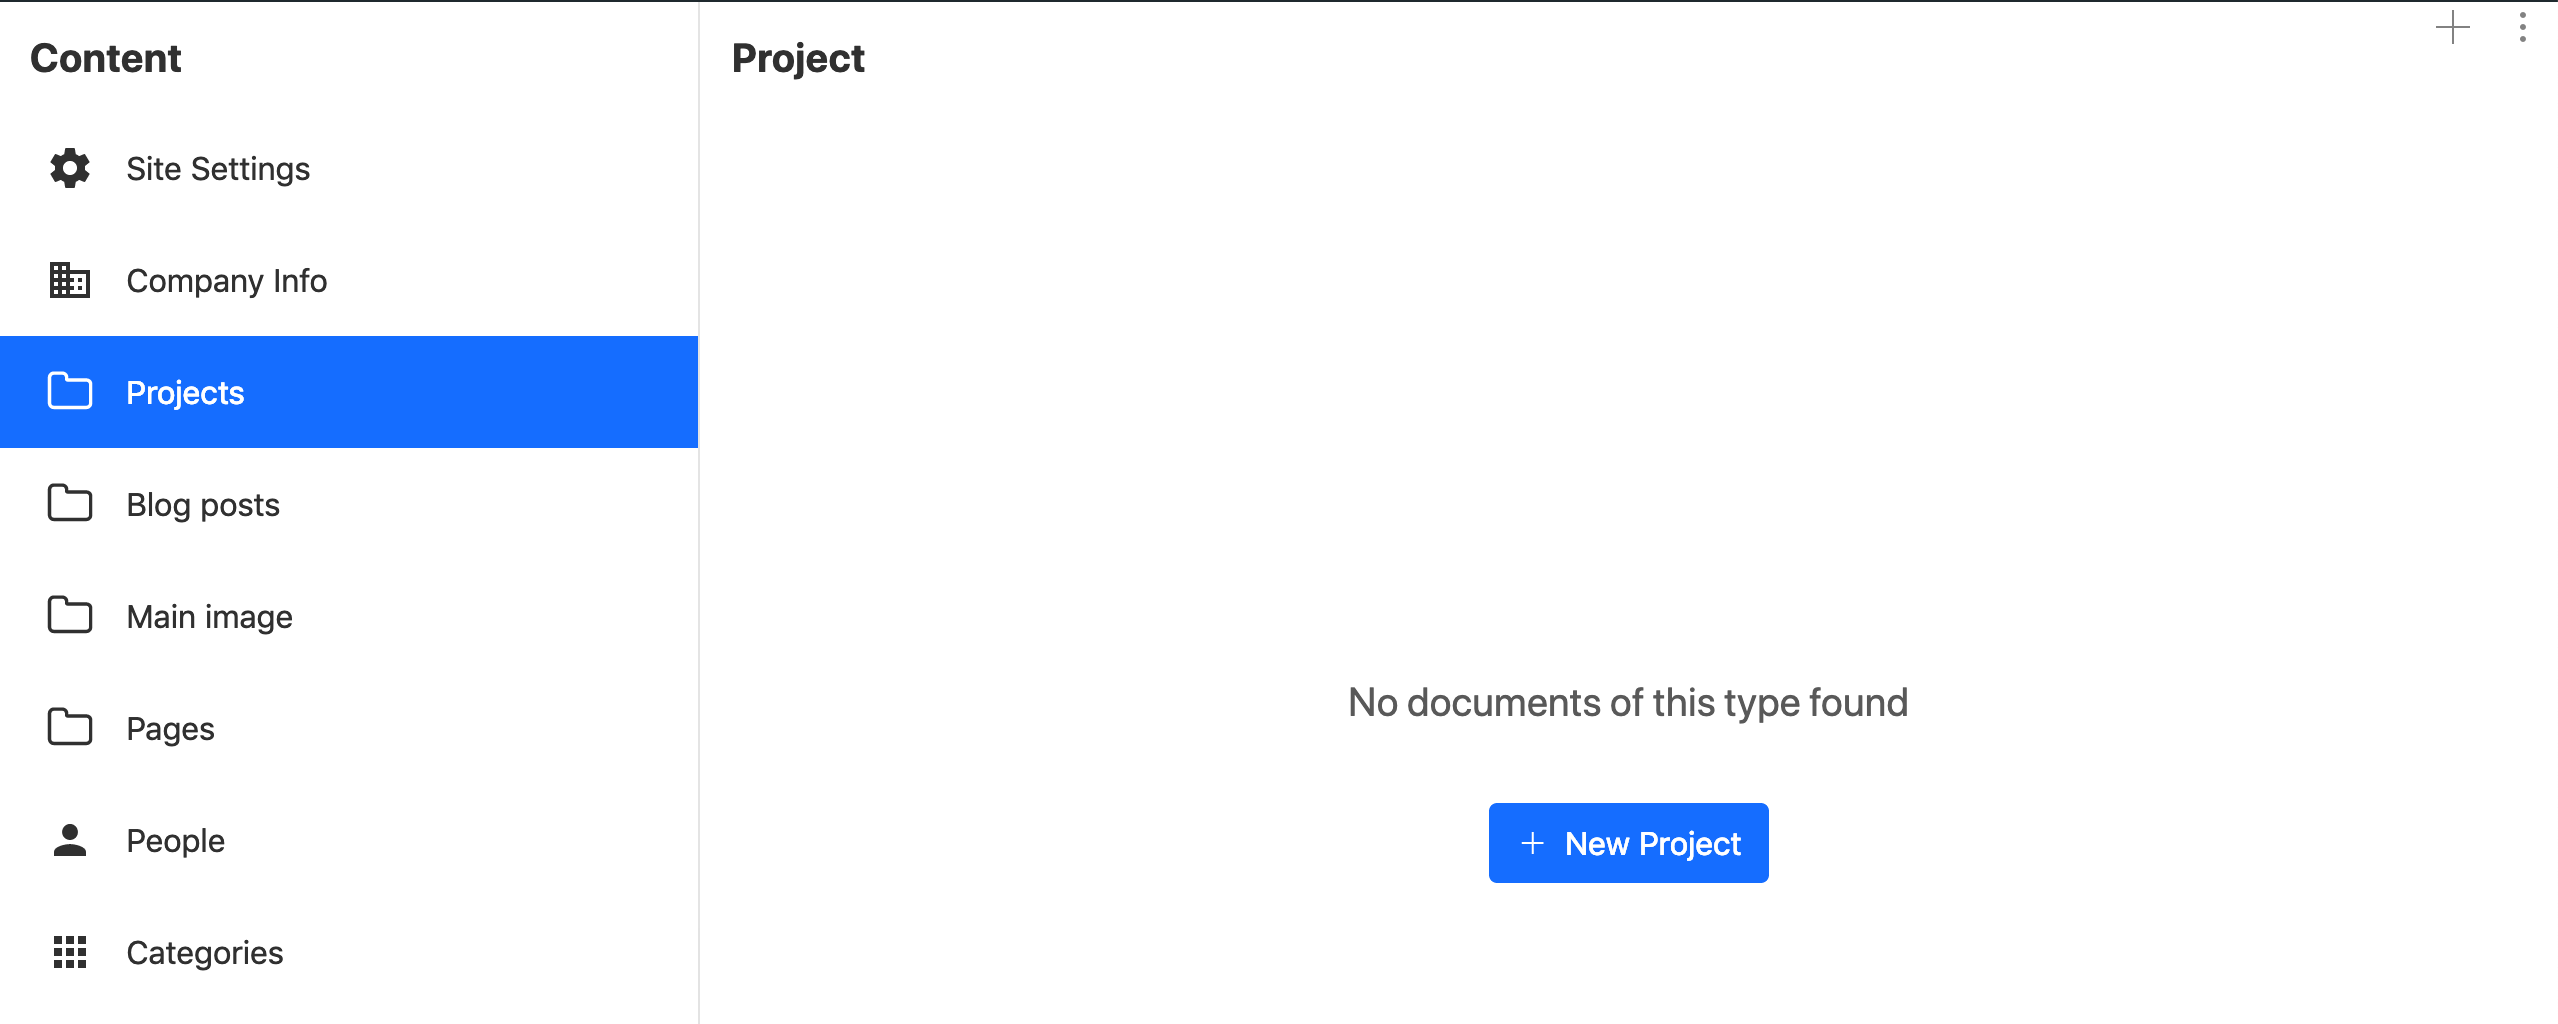 Content
Site Settings
Company Info
Projects
Blog posts
Main image
Pages
People
Categories
Project
No documents of this type found
New Project